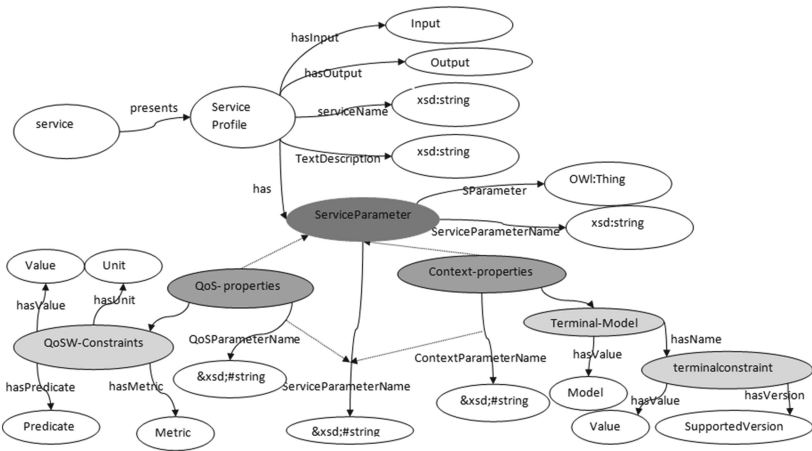 Input
hasInput
Output
hasOutput
xsd:string
serviceName
Service
Profile
presents
service
xsd:string
TextDescription
has
OWl:Thing
SParameter
ServiceParameter
xsd:string
ServiceParameterName
Value
Unit
hasValue
hasUnit
QoS- properties
Context-properties
QoSW-Constraints
QoSParameterName
Terminal-Model
hasName
hasValue
ContextParameterName
hasPredicate
hasMetric
&xsd;#string
ServiceParameterName
terminalconstraint
Model
hasValue
hasVersion
&xsd;#string
Predicate
Metric
&xsd;#string
Value
SupportedVersion